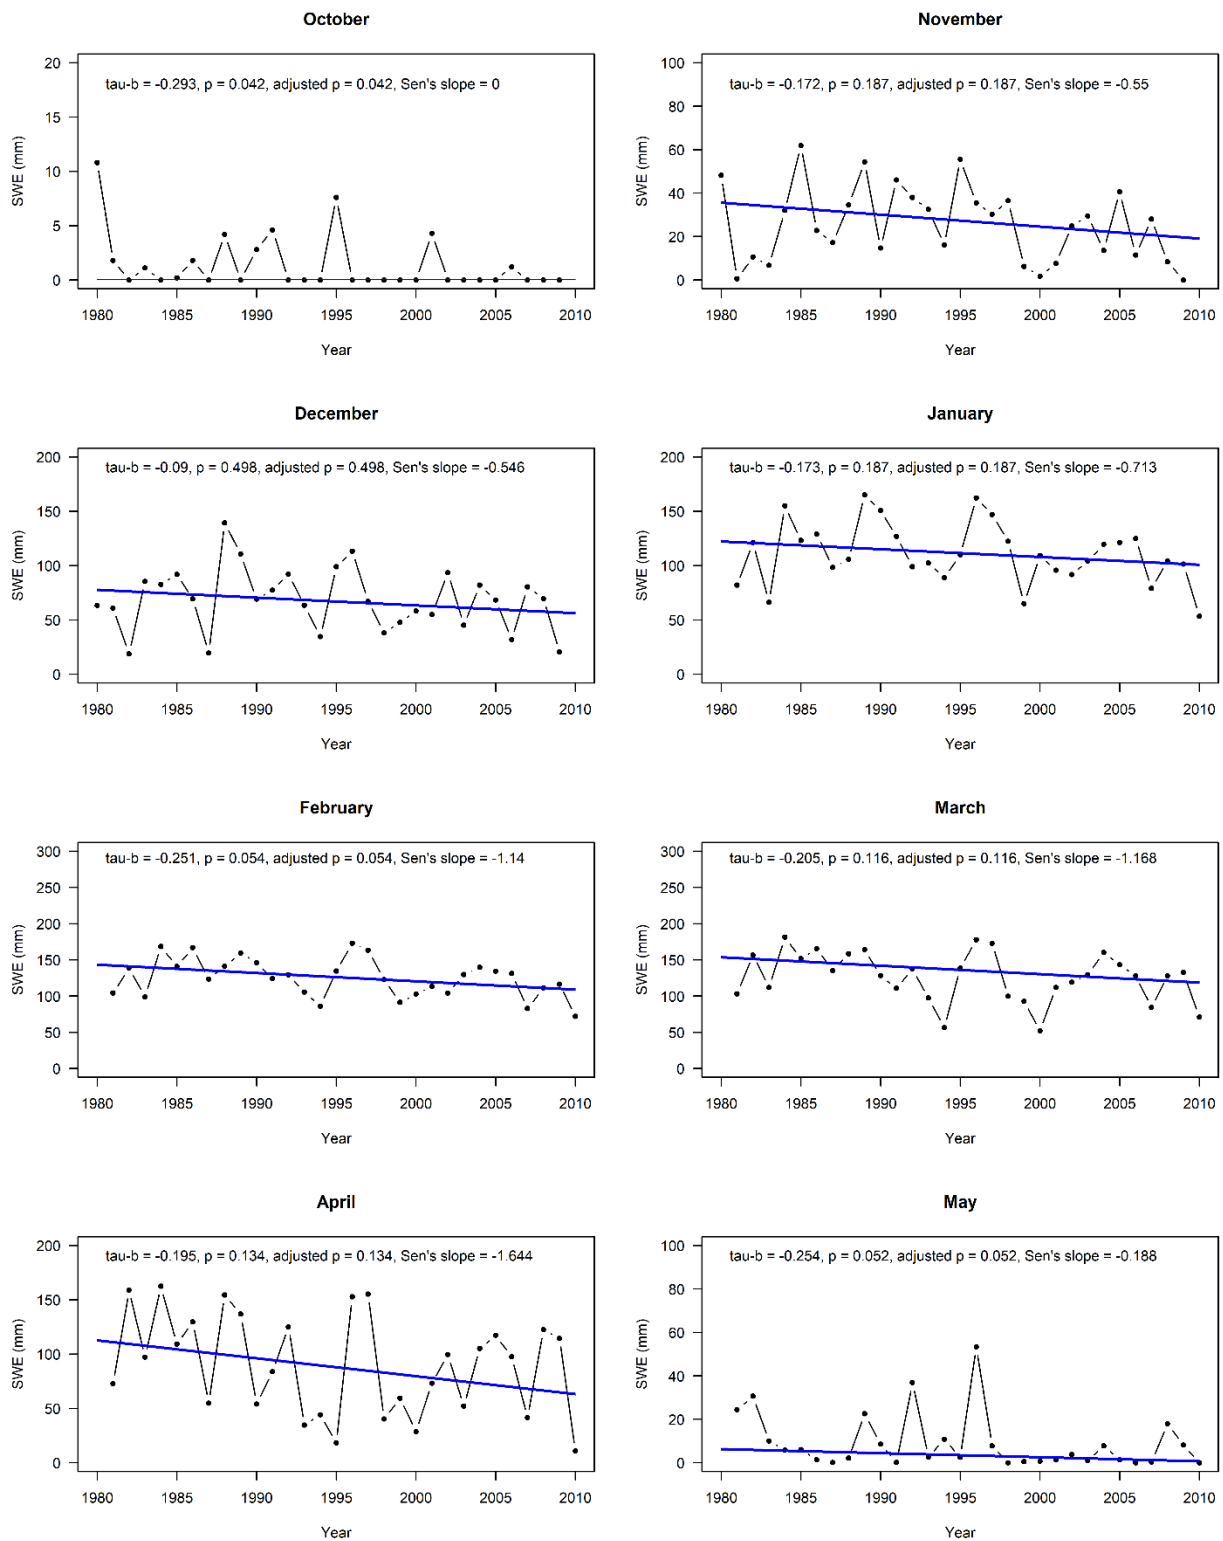 October
20
15
10
5
0
SWE (mm)
tau-b = -0.293, p = 0.042, adjusted p = 0.042, Sen's slope = 0
1980 1985 1990 1995 2000 2005 2010
Year
November
100
80
60
40
20
0
SWE (mm)
tau-b = -0.172, p = 0.187, adjusted p = 0.187, Sen's slope = -0.55
1980 1985 1990 1995 2000 2005 2010
Year
December
200
150
100
50
0
SWE (mm)
tau-b = -0.09, p = 0.498, adjusted p = 0.498, Sen's slope = -0.546
1980 1985 1990 1995 2000 2005 2010
Year
January
200
150
100
50
0
SWE (mm)
tau-b = -0.173, p = 0.187, adjusted p = 0.187, Sen's slope = -0.713
1980 1985 1990 1995 2000 2005 2010
Year
February
300
250
200
150
100
50
0
SWE (mm)
tau-b = -0.251, p = 0.054, adjusted p = 0.054, Sen's slope = -1.14
1980 1985 1990 1995 2000 2005 2010
Year
March
300
250
200
150
100
50
0
SWE (mm)
tau-b = -0.205, p = 0.116, adjusted p = 0.116, Sen's slope = -1.168
1980 1985 1990 1995 2000 2005 2010
Year
April
200
150
100
50
0
SWE (mm)
tau-b = -0.195, p = 0.134, adjusted p = 0.134, Sen's slope = -1.644
1980 1985 1990 1995 2000 2005 2010
Year
May
100
80
60
40
20
0
SWE (mm)
tau-b = -0.254, p = 0.052, adjusted p = 0.052, Sen's slope = -0.188
1980 1985 1990 1995 2000 2005 2010
Year